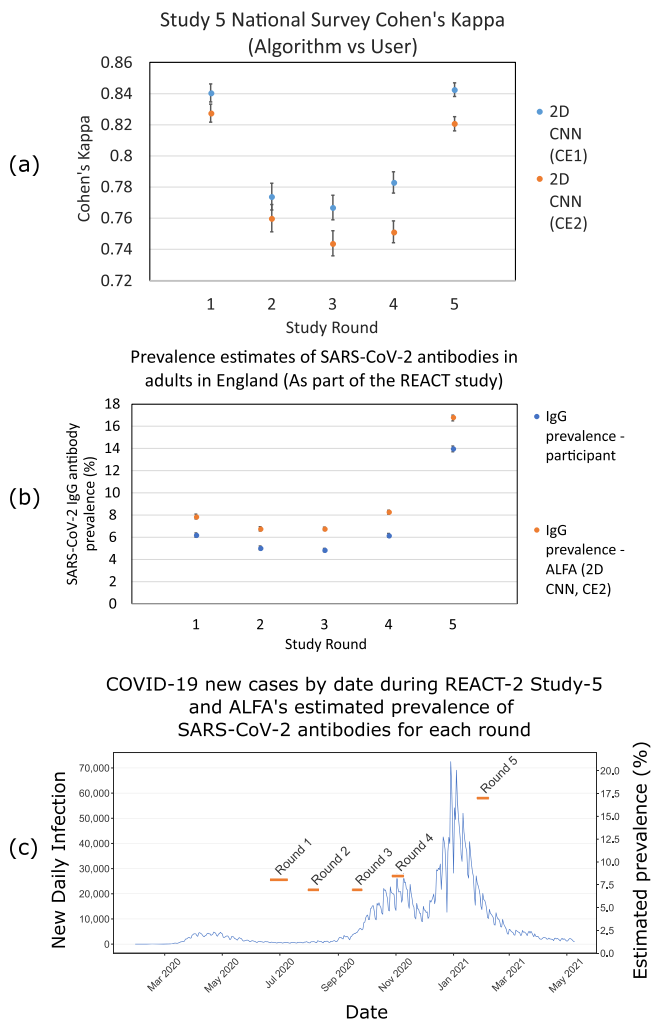 Study 5 National Survey Cohen's Kappa
(Algorithm vs User)
(a)
Cohen's Kappa
0.86
0.84
0.82
0.8
0.78
0.76
0.74
0.72
1 2 3 4 5
Study Round
2D
CNN
(CE1)
2D
CNN
(CE2)
Prevalence estimates of SARS-CoV-2 antibodies in
adults in England (As part of the REACT study)
(b)
SARS-CoV-2 IgG antibody
prevalence (%)
18
16
14
12
10
8
6
4
2
0
1 2 3 4 5
Study Round
IgG
prevalence -
participant
IgG
prevalence -
ALFA (2D
CNN, CE2)
COVID-19 new cases by date during REACT-2 Study-5
and ALFA's estimated prevalence of
SARS-CoV-2 antibodies for each round
(c)
New Daily Infection
70,000
60,000
50,000
40,000
30,000
20,000
10,000
0
Round 1
Round 2
Round 3
Round 4
Round 5
20.0
17.5
15.0
12.5
10.0
7.5
5.0
2.5
0.0
Estimated prevalence (%)
Mar 2020
May 2020
Jul 2020
Sep 2020
Nov 2020
Jan 2021
Mar 2021
May 2021
Date